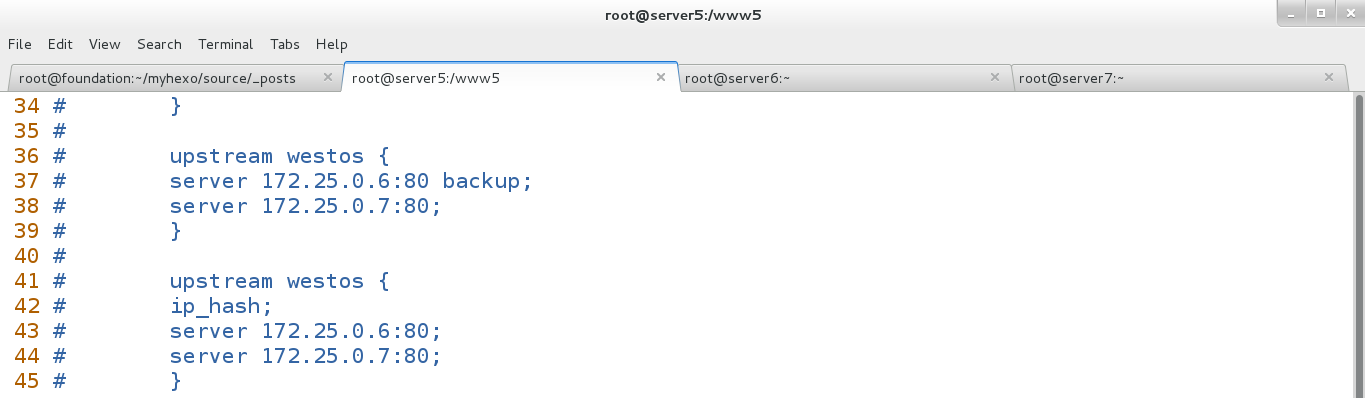 root@server5:/www5
File Edit View Search Terminal Tabs Help
root@foundation:~/myhexo/source/_posts root@server5:/www5 root@server6:~ root@server7:~
34 #        }
35 #
36 #        upstream westos {
37 #        server 172.25.0.6:80 backup;
38 #        server 172.25.0.7:80;
39 #        }
40 #
41 #        upstream westos {
42 #        ip_hash;
43 #        server 172.25.0.6:80;
44 #        server 172.25.0.7:80;
45 #        }